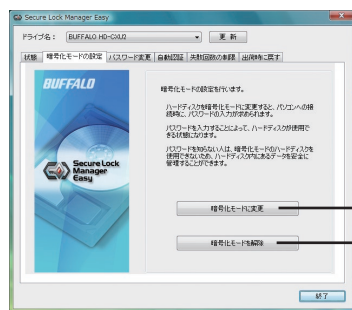 Secure Lock Manager Easy
ドライブ名： BUFFALO HD-CXU2 更 新
状態 暗号化モードの設定 パスワード変更 自動認証 失敗回数の制限 出荷時に戻す
BUFFALO
暗号化モードの設定を行います。
ハードディスクを暗号化モードに変更すると、パソコンへの接
続時に、パスワードの入力が求められます。
パスワードを入力することによって、ハードディスクが使用で
きる状態になります。
パスワードを知らない人は、暗号化モードのハードディスクを
使用できないため、ハードディスク内にあるデータを安全に
管理することができます。
Secure Lock
Manager
Easy
暗号化モードに変更
暗号化モードを解除
終了